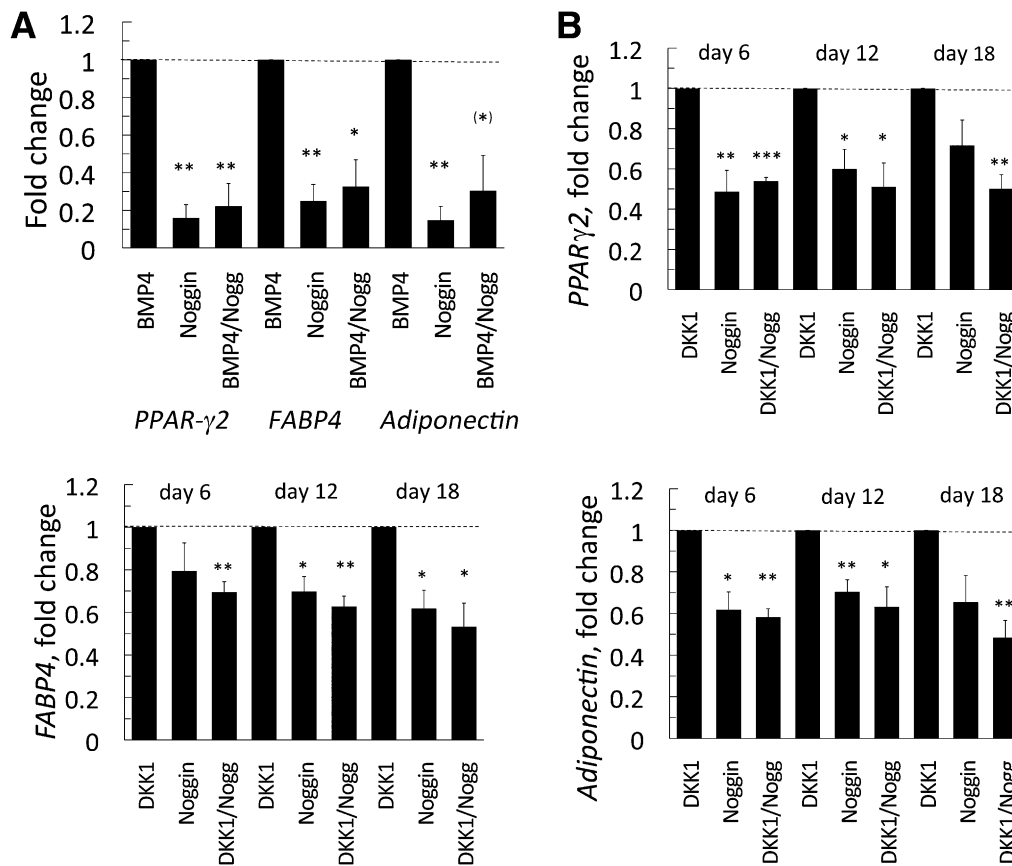 A
Fold change
1.2
1
0.8
0.6
0.4
0.2
0
** ** ** * ** (*)
BMP4 Noggin BMP4/Nogg BMP4 Noggin BMP4/Nogg BMP4 Noggin BMP4/Nogg
PPAR-γ2 FABP4 Adiponectin
B
PPARγ2, fold change
1.2
1
0.8
0.6
0.4
0.2
0
day 6 day 12 day 18
** *** * * **
DKK1 Noggin DKK1/Nogg DKK1 Noggin DKK1/Nogg DKK1 Noggin DKK1/Nogg
FABP4, fold change
1.2
1
0.8
0.6
0.4
0.2
0
day 6 day 12 day 18
** * ** * *
DKK1 Noggin DKK1/Nogg DKK1 Noggin DKK1/Nogg DKK1 Noggin DKK1/Nogg
Adiponectin, fold change
1.2
1
0.8
0.6
0.4
0.2
0
day 6 day 12 day 18
* ** ** * **
DKK1 Noggin DKK1/Nogg DKK1 Noggin DKK1/Nogg DKK1 Noggin DKK1/Nogg